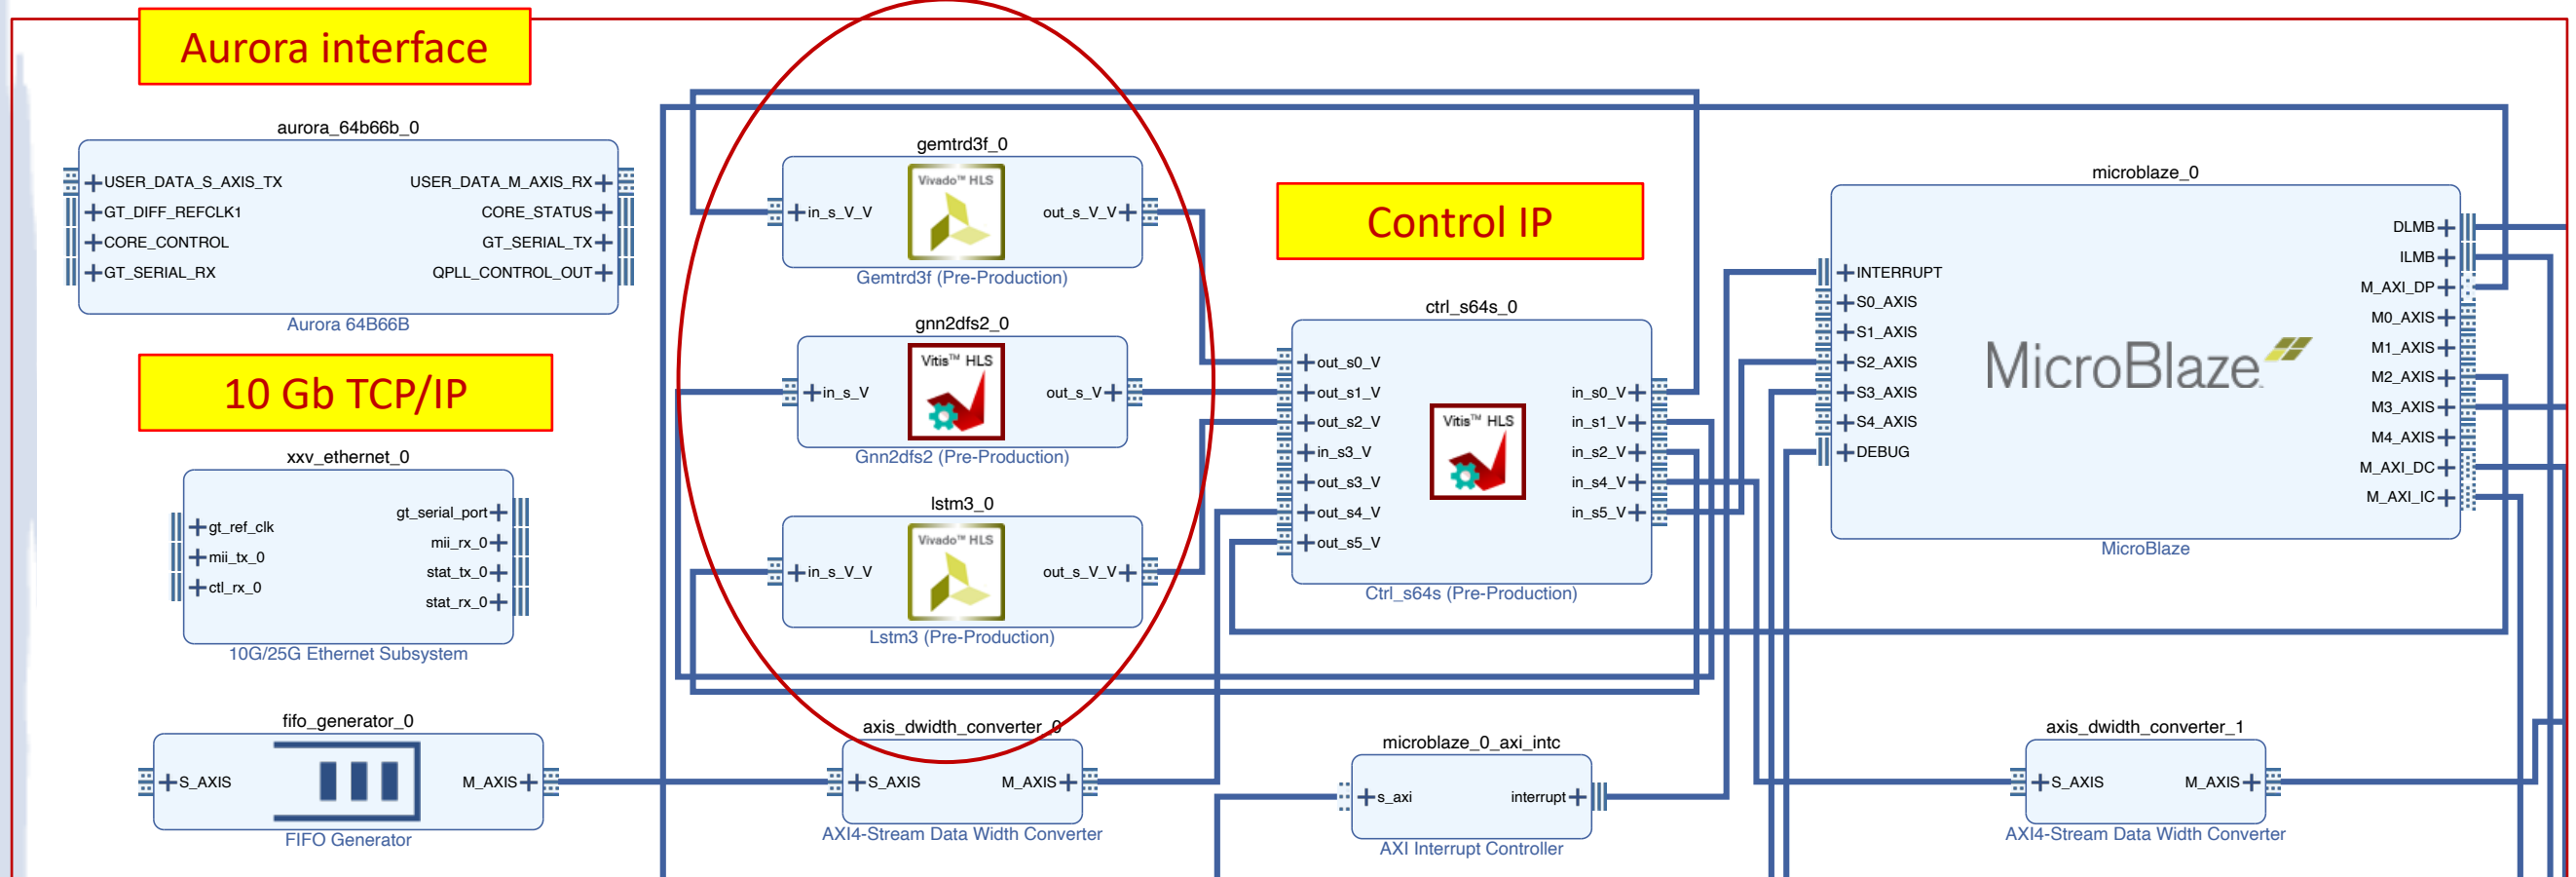 Aurora interface
aurora_64b66b_0
USER_DATA_S_AXIS_TX
GT_DIFF_REFCLK1
CORE_CONTROL
GT_SERIAL_RX
USER_DATA_M_AXIS_RX
CORE_STATUS
GT_SERIAL_TX
QPLL_CONTROL_OUT
Aurora 64B66B
10 Gb TCP/IP
xxv_ethernet_0
gt_ref_clk
mii_tx_0
ctl_rx_0
gt_serial_port
mii_rx_0
stat_tx_0
stat_rx_0
10G/25G Ethernet Subsystem
fifo_generator_0
S_AXIS
M_AXIS
FIFO Generator
gemtrd3f_0
in_s_V_V
Vivado™ HLS
out_s_V_V
Gemtrd3f (Pre-Production)
gnn2dfs2_0
in_s_V
Vitis™ HLS
out_s_V
Gnn2dfs2 (Pre-Production)
lstm3_0
in_s_V_V
Vivado™ HLS
out_s_V_V
Lstm3 (Pre-Production)
axis_dwidth_converter_0
S_AXIS
M_AXIS
AXI4-Stream Data Width Converter
Control IP
ctrl_s64s_0
out_s0_V
out_s1_V
out_s2_V
in_s3_V
out_s3_V
out_s4_V
out_s5_V
Vitis™ HLS
in_s0_V
in_s1_V
in_s2_V
in_s4_V
in_s5_V
Ctrl_s64s (Pre-Production)
microblaze_0_axi_intc
s_axi
interrupt
AXI Interrupt Controller
microblaze_0
INTERRUPT
S0_AXIS
S1_AXIS
S2_AXIS
S3_AXIS
S4_AXIS
DEBUG
MicroBlaze
DLMB
ILMB
M_AXI_DP
M0_AXIS
M1_AXIS
M2_AXIS
M3_AXIS
M4_AXIS
M_AXI_DC
M_AXI_IC
MicroBlaze
axis_dwidth_converter_1
S_AXIS
M_AXIS
AXI4-Stream Data Width Converter